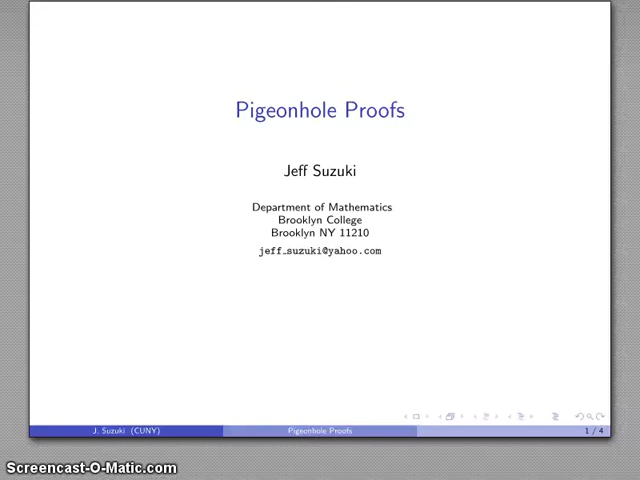 Pigeonhole Proofs
Jeff Suzuki
Department of Mathematics
Brooklyn College
Brooklyn NY 11210
jeff_suzuki@yahoo.com
J. Suzuki (CUNY)
Pigeonhole Proofs
1 / 4
Screencast-O-Matic.com